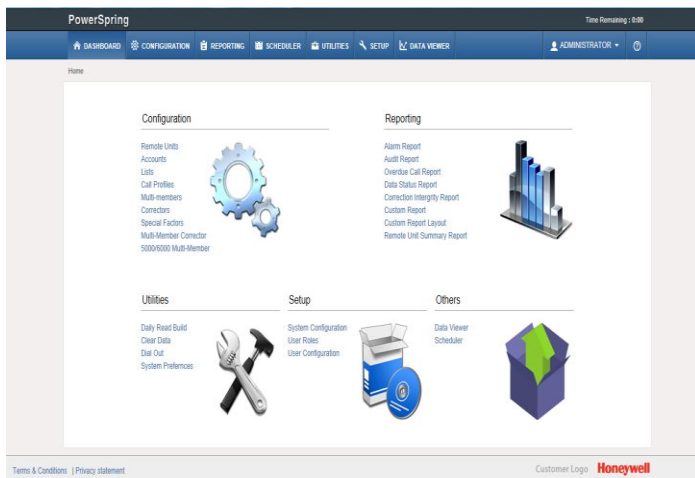 PowerSpring
Time Remaining : 0:00
DASHBOARD CONFIGURATION REPORTING SCHEDULER UTILITIES SETUP DATA VIEWER ADMINISTRATOR
Home
Configuration
Remote Units
Accounts
Lists
Call Profiles
Multi-members
Correctors
Special Factors
Multi-Member Corrector
5000/6000 Multi-Member
Reporting
Alarm Report
Audit Report
Overdue Call Report
Data Status Report
Correction Intergrity Report
Custom Report
Custom Report Layout
Remote Unit Summary Report
Utilities
Daily Read Build
Clear Data
Dial Out
System Prefernces
Setup
System Configuration
User Roles
User Configuration
Others
Data Viewer
Scheduler
Terms & Conditions | Privacy statement
Customer Logo Honeywell